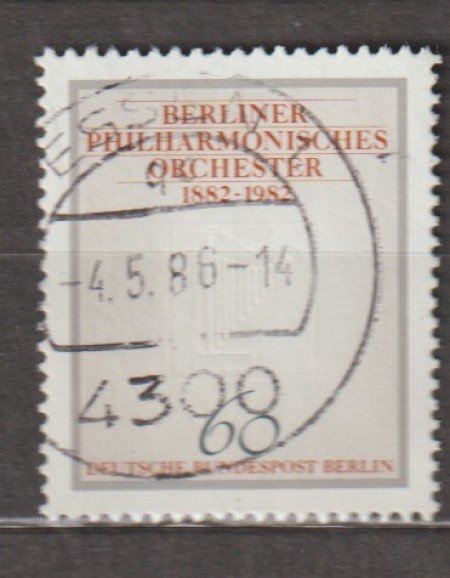 BERLINER
PHILHARMONISCHES
ORCHESTER
1882-1982
-4.5.86-14
4300
60
DEUTSCHE BUNDESPOST BERLIN